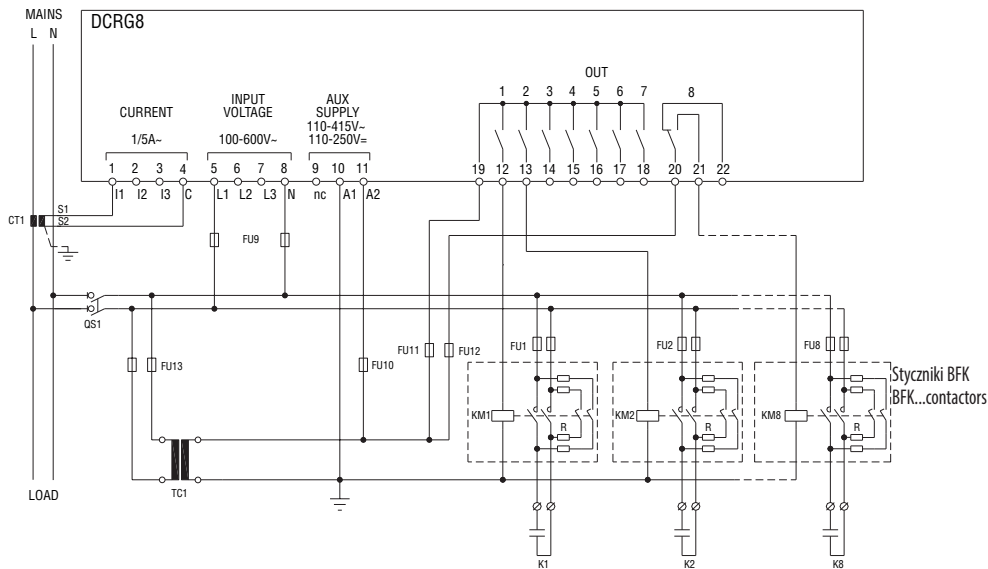 MAINS
L N
DCRG8
OUT
1 2 3 4 5 6 7 8
CURRENT
1/5A~
INPUT
VOLTAGE
100-600V~
AUX
SUPPLY
110-415V~
110-250V=
1 2 3 4 5 6 7 8 9 10 11 19 12 13 14 15 16 17 18 20 21 22
I1 I2 I3 C L1 L2 L3 N nc A1 A2
CT1
S1
S2
FU9
QS1
FU13
FU10
FU11
FU12
FU1
FU2
FU8
Styczniki BFK
BFK...contactors
KM1
R
KM2
R
KM8
R
LOAD
TC1
K1
K2
K8